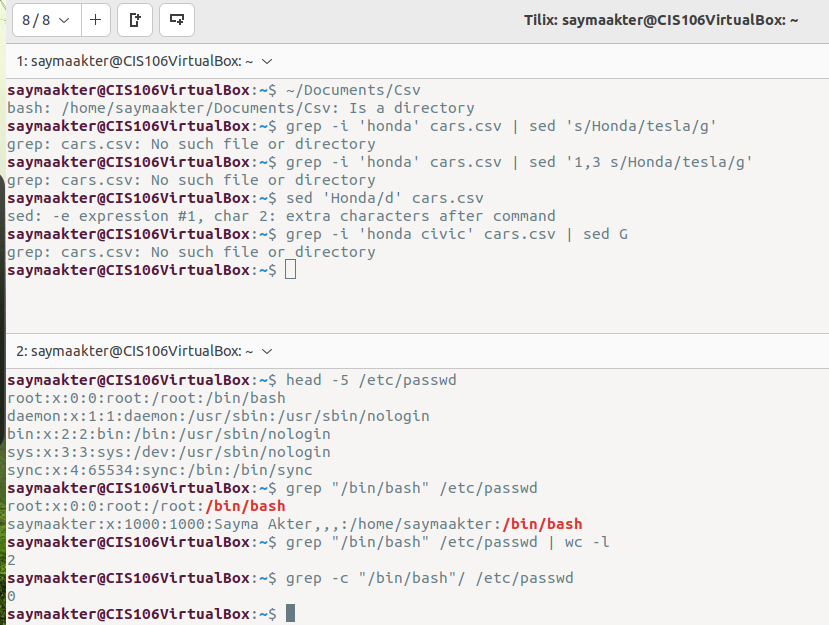 8 / 8
Tilix: saymaakter@CIS106VirtualBox: ~
1: saymaakter@CIS106VirtualBox: ~
saymaakter@CIS106VirtualBox:~$ ~/Documents/Csv
bash: /home/saymaakter/Documents/Csv: Is a directory
saymaakter@CIS106VirtualBox:~$ grep -i 'honda' cars.csv | sed 's/Honda/tesla/g'
grep: cars.csv: No such file or directory
saymaakter@CIS106VirtualBox:~$ grep -i 'honda' cars.csv | sed '1,3 s/Honda/tesla/g'
grep: cars.csv: No such file or directory
saymaakter@CIS106VirtualBox:~$ sed 'Honda/d' cars.csv
sed: -e expression #1, char 2: extra characters after command
saymaakter@CIS106VirtualBox:~$ grep -i 'honda civic' cars.csv | sed G
grep: cars.csv: No such file or directory
saymaakter@CIS106VirtualBox:~$
2: saymaakter@CIS106VirtualBox: ~
saymaakter@CIS106VirtualBox:~$ head -5 /etc/passwd
root:x:0:0:root:/root:/bin/bash
daemon:x:1:1:daemon:/usr/sbin:/usr/sbin/nologin
bin:x:2:2:bin:/bin:/usr/sbin/nologin
sys:x:3:3:sys:/dev:/usr/sbin/nologin
sync:x:4:65534:sync:/bin:/bin/sync
saymaakter@CIS106VirtualBox:~$ grep "/bin/bash" /etc/passwd
root:x:0:0:root:/root:/bin/bash
saymaakter:x:1000:1000:Sayma Akter,,,:/home/saymaakter:/bin/bash
saymaakter@CIS106VirtualBox:~$ grep "/bin/bash" /etc/passwd | wc -l
2
saymaakter@CIS106VirtualBox:~$ grep -c "/bin/bash"/ /etc/passwd
0
saymaakter@CIS106VirtualBox:~$